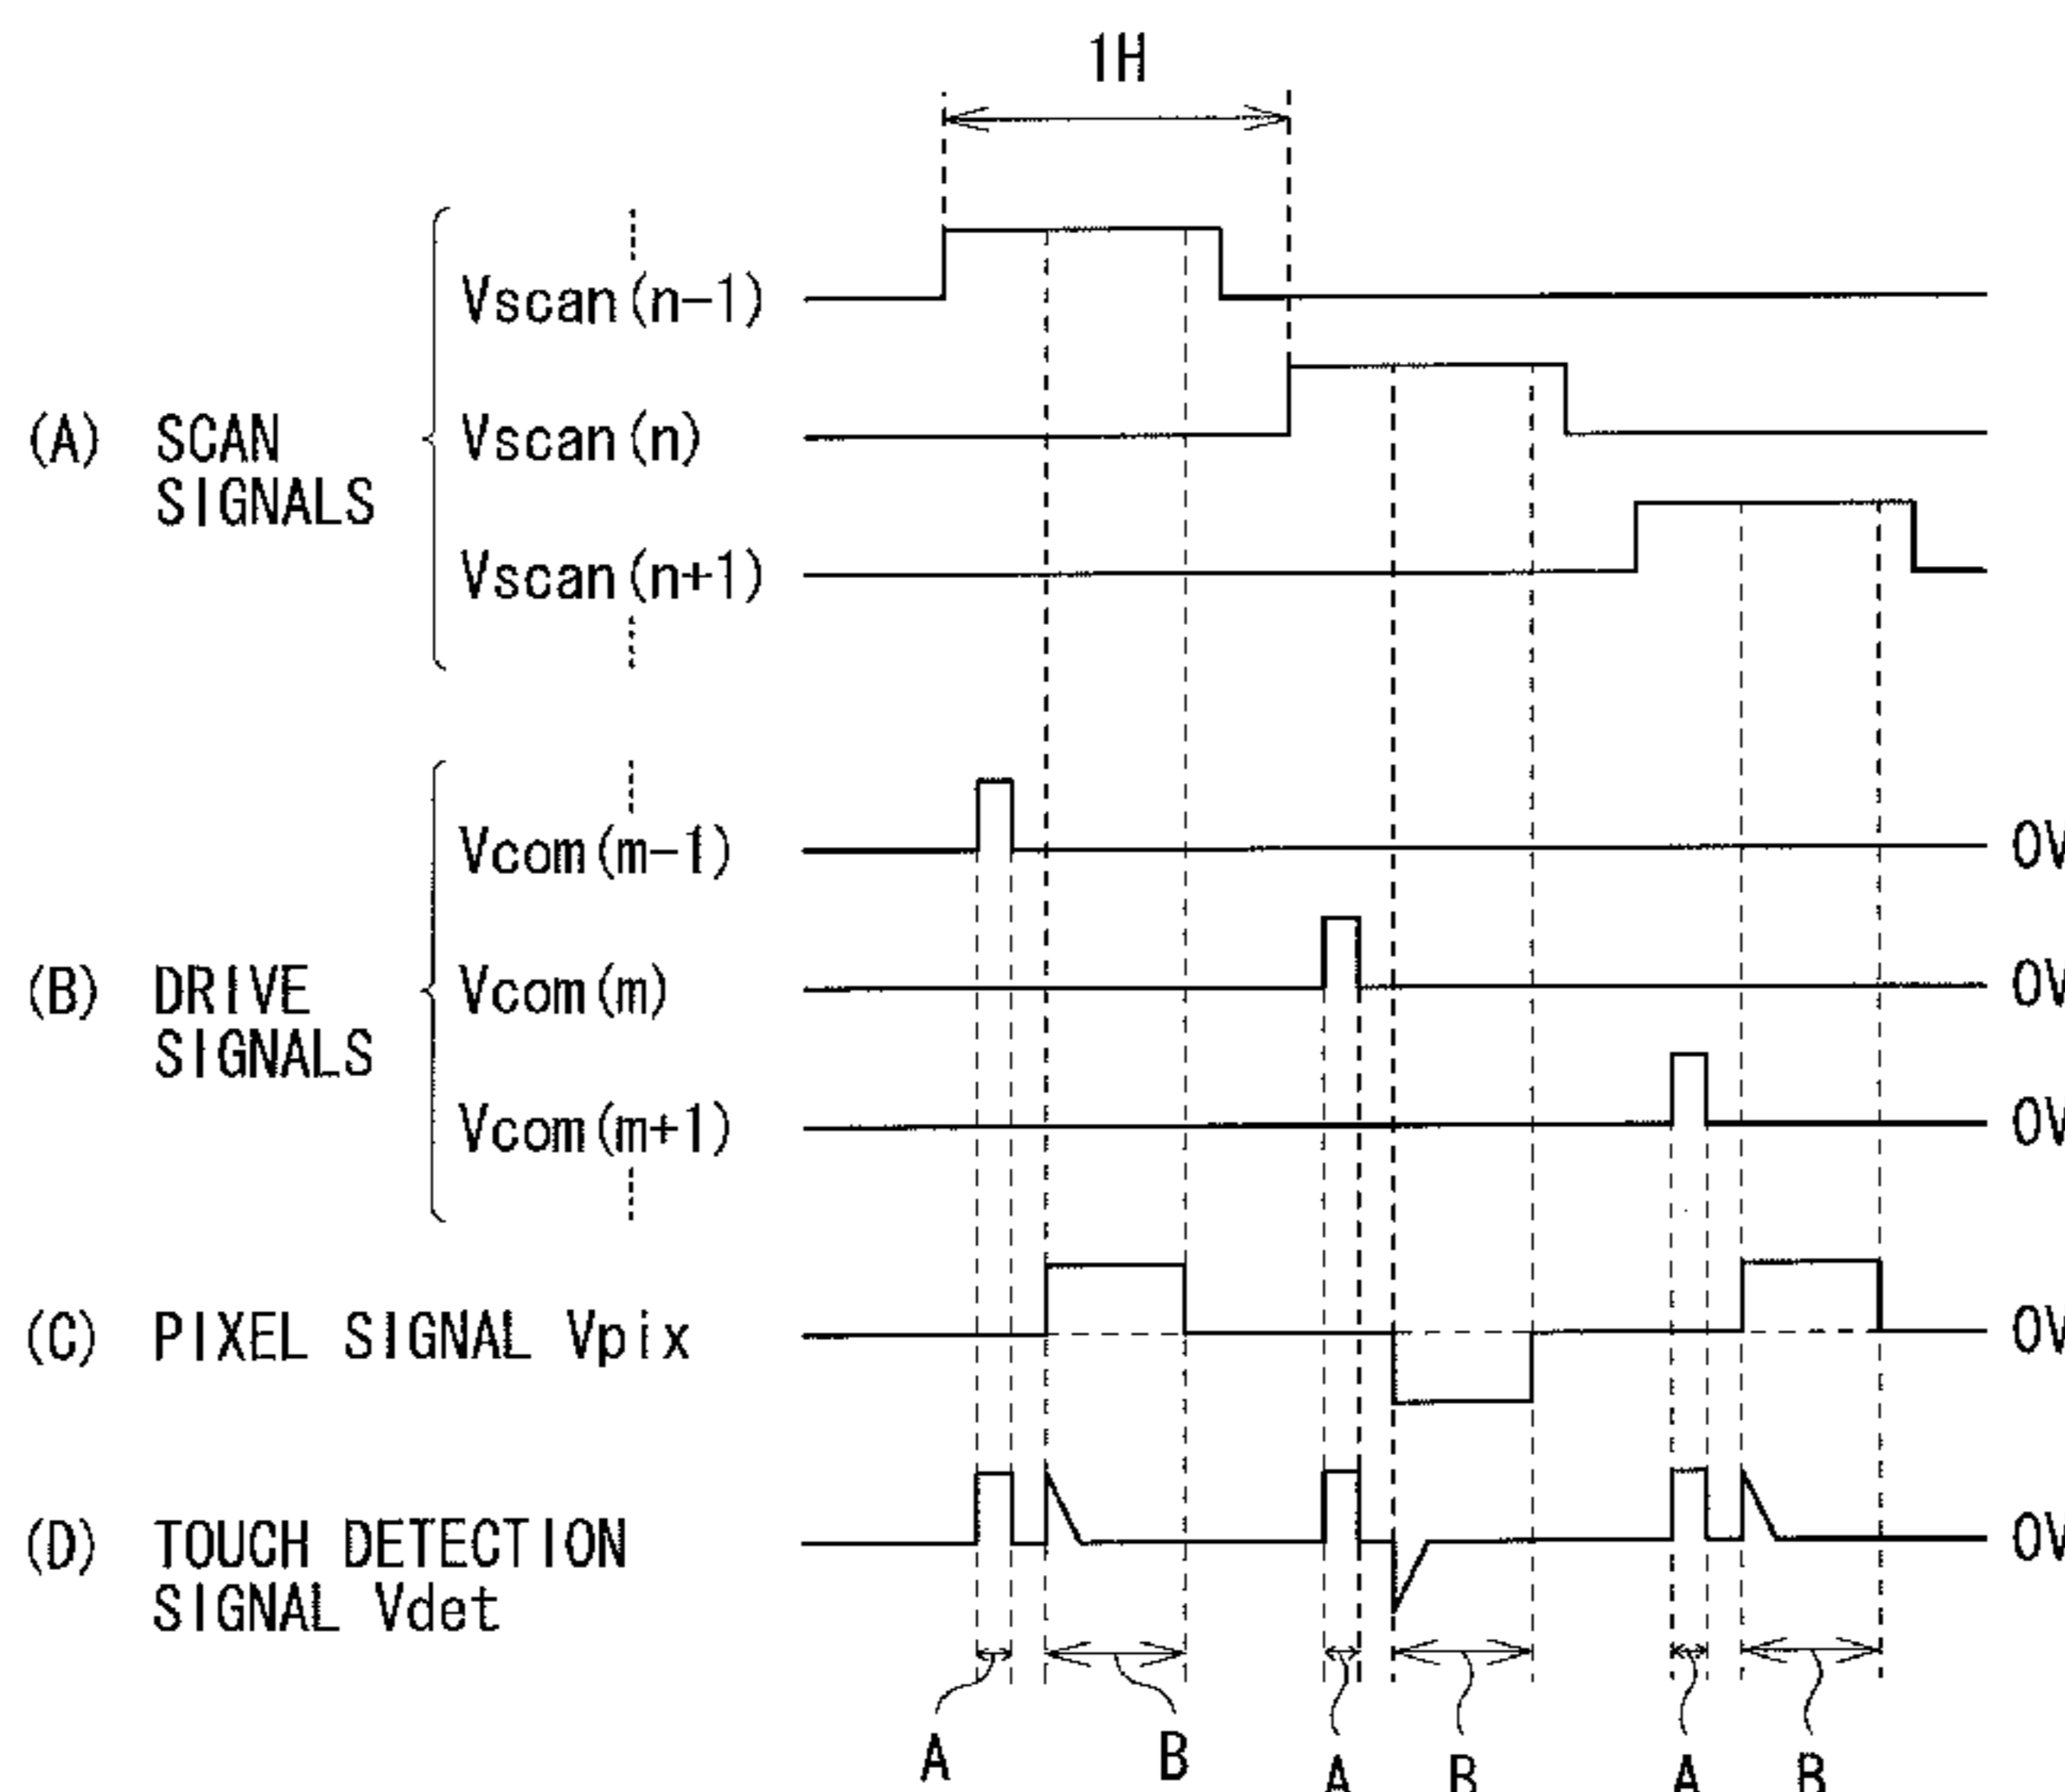 1H
Vscan(n-1)
(A) SCAN SIGNALS
Vscan(n)
Vscan(n+1)
Vcom(m-1)
0V
(B) DRIVE SIGNALS
Vcom(m)
0V
Vcom(m+1)
0V
(C) PIXEL SIGNAL Vpix
0V
(D) TOUCH DETECTION
SIGNAL Vdet
0V
A B A B A B